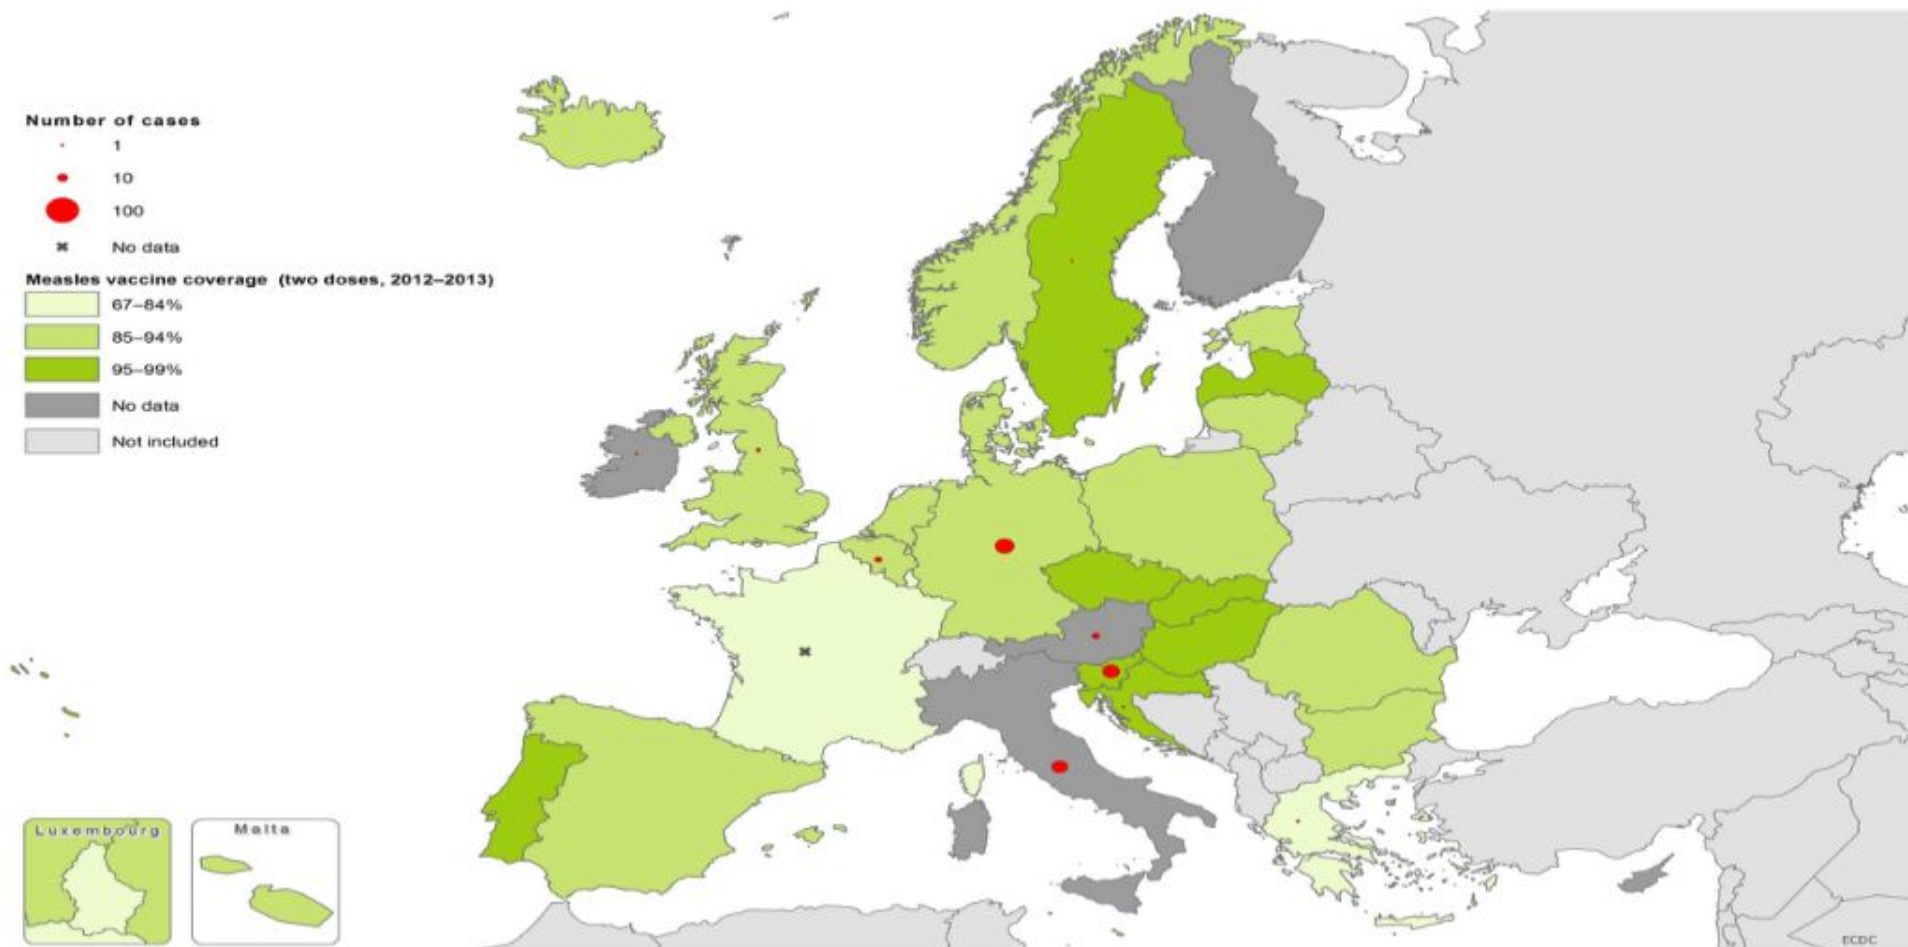 Number of cases
1
10
100
No data
Measles vaccine coverage (two doses, 2012–2013)
67–84%
85–94%
95–99%
No data
Not included
Luxembourg
Malta
ECDC